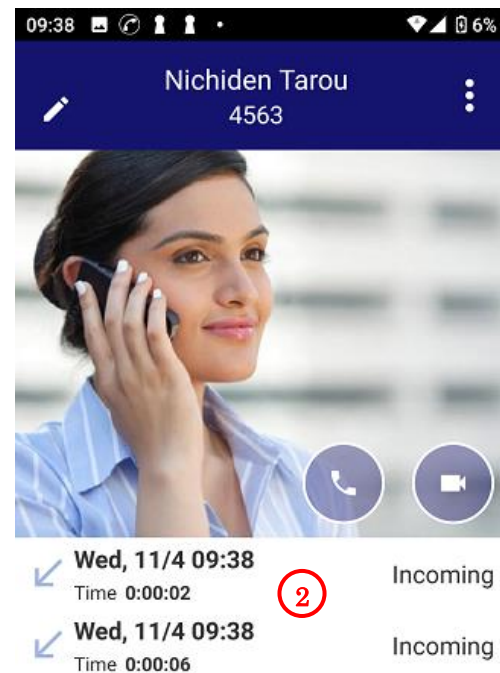 09:38 6%
Nichiden Tarou
4563
Wed, 11/4 09:38
Time 0:00:02
Incoming
2
Wed, 11/4 09:38
Time 0:00:06
Incoming